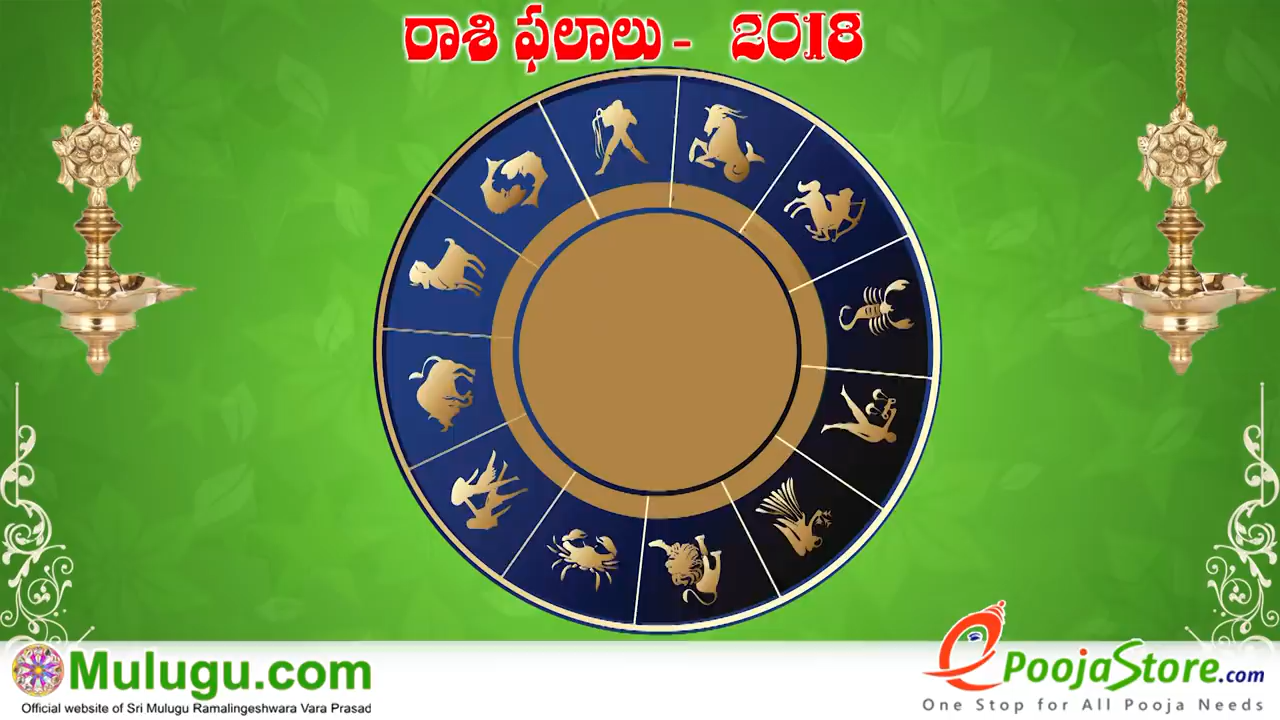 రాశి ఫలాలు - 2018
Mulugu.com
Official website of Sri Mulugu Ramalingeshwara Vara Prasad
ePoojaStore.com
One Stop for All Pooja Needs